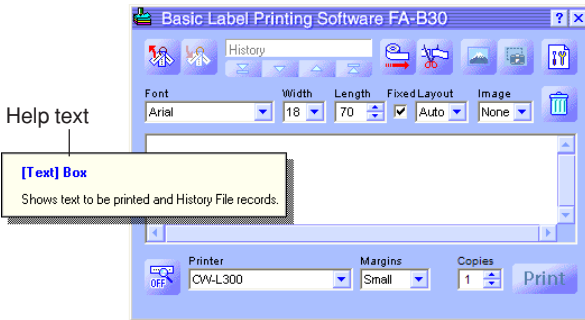 Basic Label Printing Software FA-B30
History
Font Width Length Fixed Layout Image
Arial 18 70 Auto None
Help text
[Text] Box
Shows text to be printed and History File records.
Printer Margins Copies
OFF CW-L300 Small 1 Print